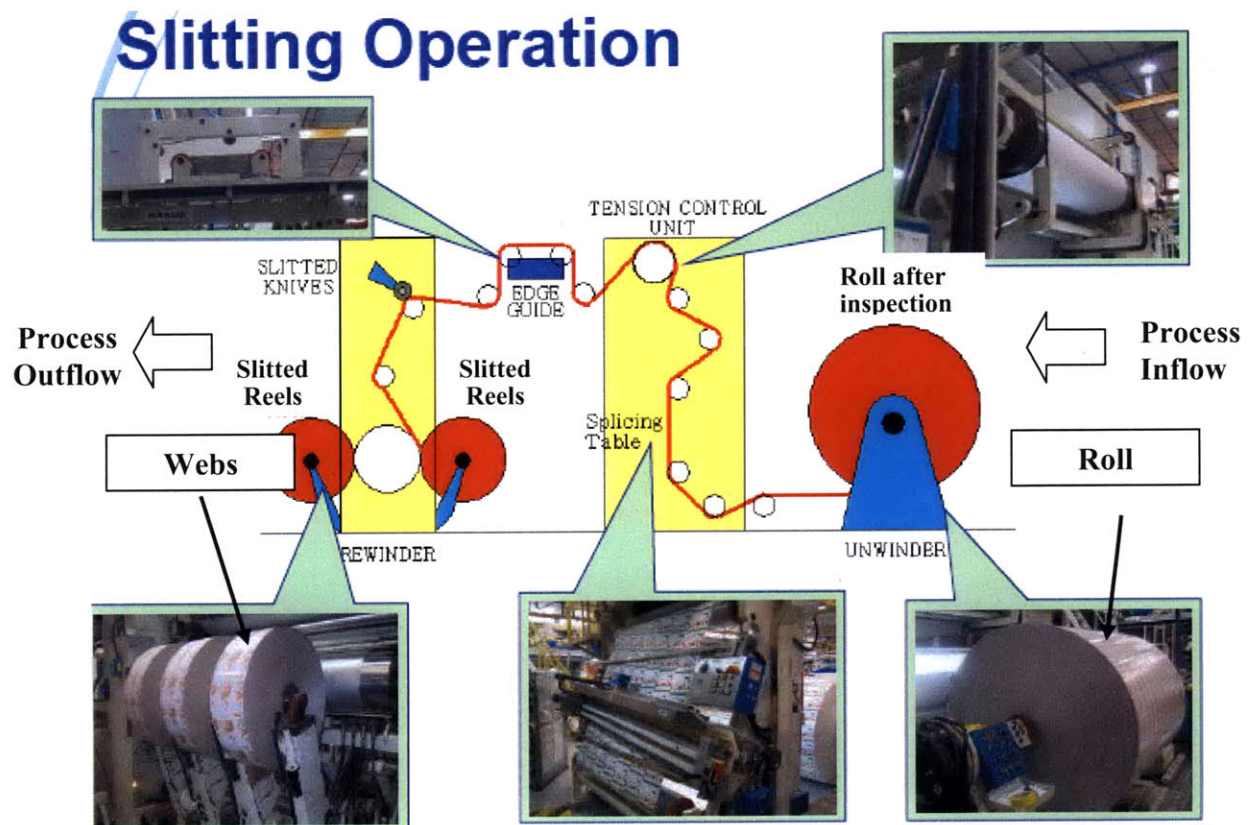 Slitting Operation
TENSION CONTROL
UNIT
SLITTED
KNIVES
EDGE
GUIDE
Roll after
inspection
Process
Outflow
Process
Inflow
Slitted
Reels
Slitted
Reels
Splicing
Table
Webs
Roll
REWINDER
UNWINDER